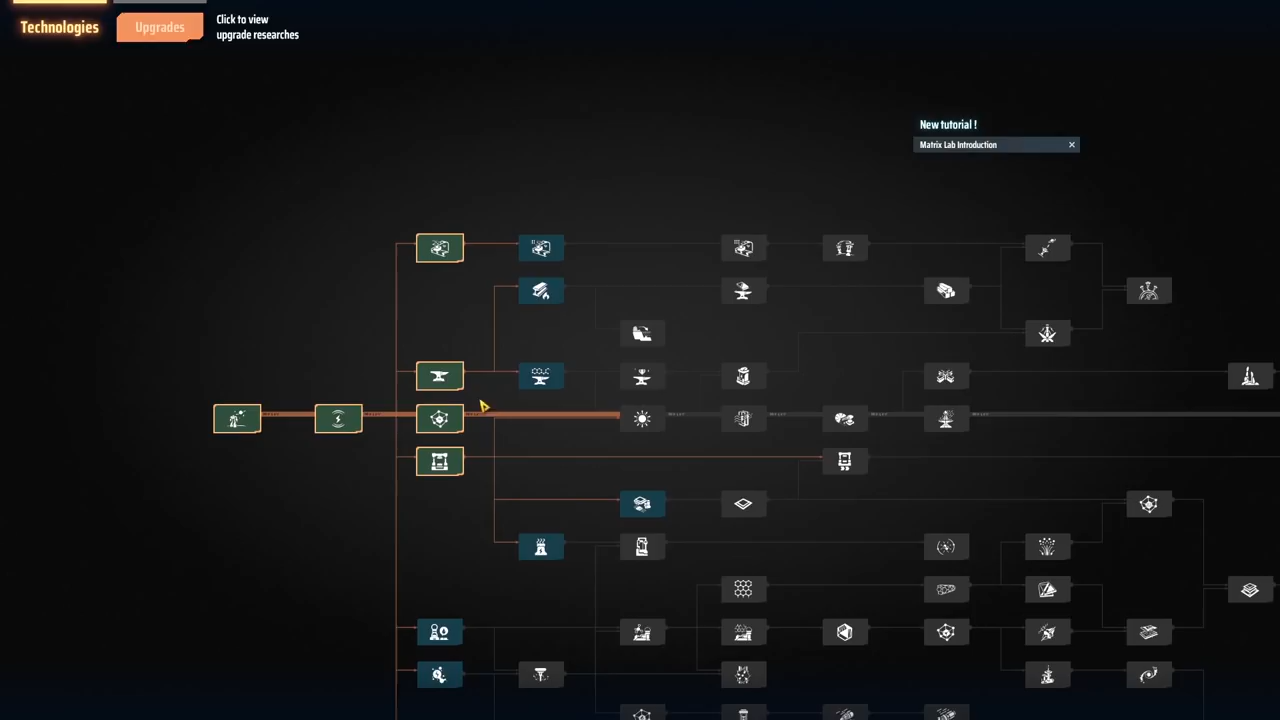 Technologies
Upgrades
Click to view
upgrade researches
New tutorial !
Matrix Lab Introduction